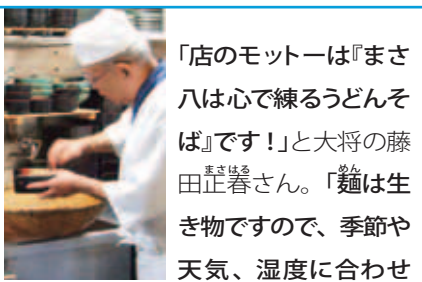 「店のモットーは『まさ
八は心で練るうどんそ
ば』です！」と大将の藤
田正春さん。「麺は生
き物ですので、季節や
天気、湿度に合わせ